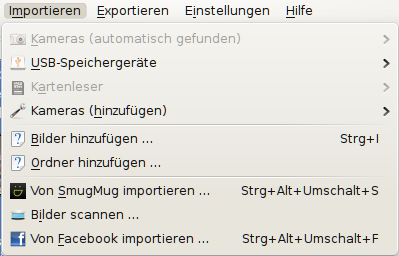 Importieren Exportieren Einstellungen Hilfe
Kameras (automatisch gefunden)
USB-Speichergeräte
Kartenleser
Kameras (hinzufügen)
Bilder hinzufügen ... Strg+I
Ordner hinzufügen ...
Von SmugMug importieren ... Strg+Alt+Umschalt+S
Bilder scannen ...
Von Facebook importieren ... Strg+Alt+Umschalt+F